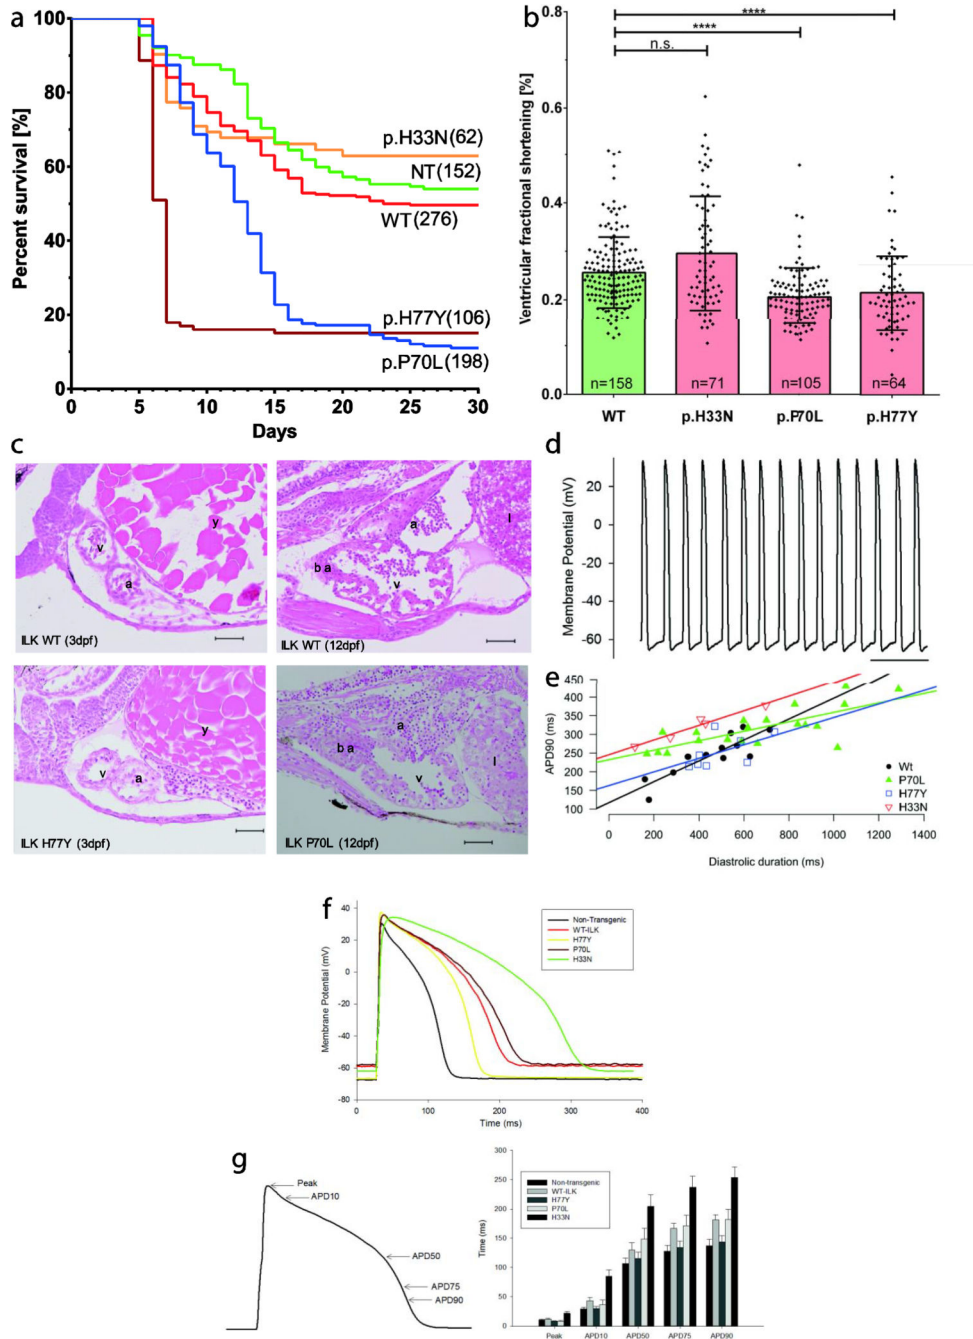 a
Percent survival [%]
100
80
60
40
20
0
p.H33N(62)
NT(152)
WT(276)
p.H77Y(106)
p.P70L(198)
0 5 10 15 20 25 30
Days
b
Ventricular fractional shortening [%]
0.8
0.6
0.4
0.2
0.0
****
****
n.s.
n=158 n=71 n=105 n=64
WT p.H33N p.P70L p.H77Y
c
y
v
a
ILK WT (3dpf)
a
l
b a
v
ILK WT (12dpf)
y
v a
ILK H77Y (3dpf)
a
b a
l
v
ILK P70L (12dpf)
d
Membrane Potential (mV)
20
0
-20
-40
-60
e
APD90 (ms)
450
400
350
300
250
200
150
100
Wt
P70L
H77Y
H33N
0 200 400 600 800 1000 1200 1400
Diastrolic duration (ms)
f
Membrane Potential (mV)
40
20
0
-20
-40
-60
-80
Non-Transgenic
WT-ILK
H77Y
P70L
H33N
0 100 200 300 400
Time (ms)
g
Peak
APD10
APD50
APD75
APD90
Time (ms)
300
250
200
150
100
50
0
Non-transgenic
WT-ILK
H77Y
P70L
H33N
Peak APD10 APD50 APD75 APD90